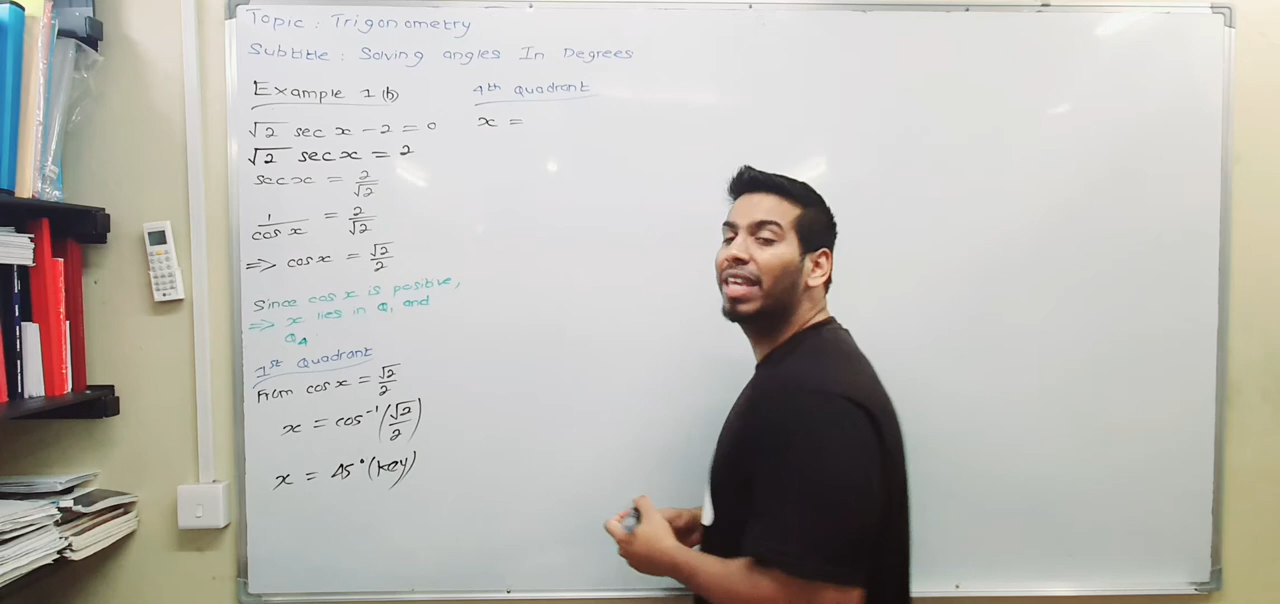 Topic : Trigonometry
Subtitle : Solving angles In Degrees
Example 1 (b)
√2 sec x - 2 = 0
√2 sec x = 2
sec x = 2/√2
1/cos x = 2/√2
⇒ cos x = √2/2
Since cos x is positive,
⇒ x lies in Q1 and
Q4
1st Quadrant
From cos x = √2/2
x = cos⁻¹(√2/2)
x = 45° (key)
4th Quadrant
x =